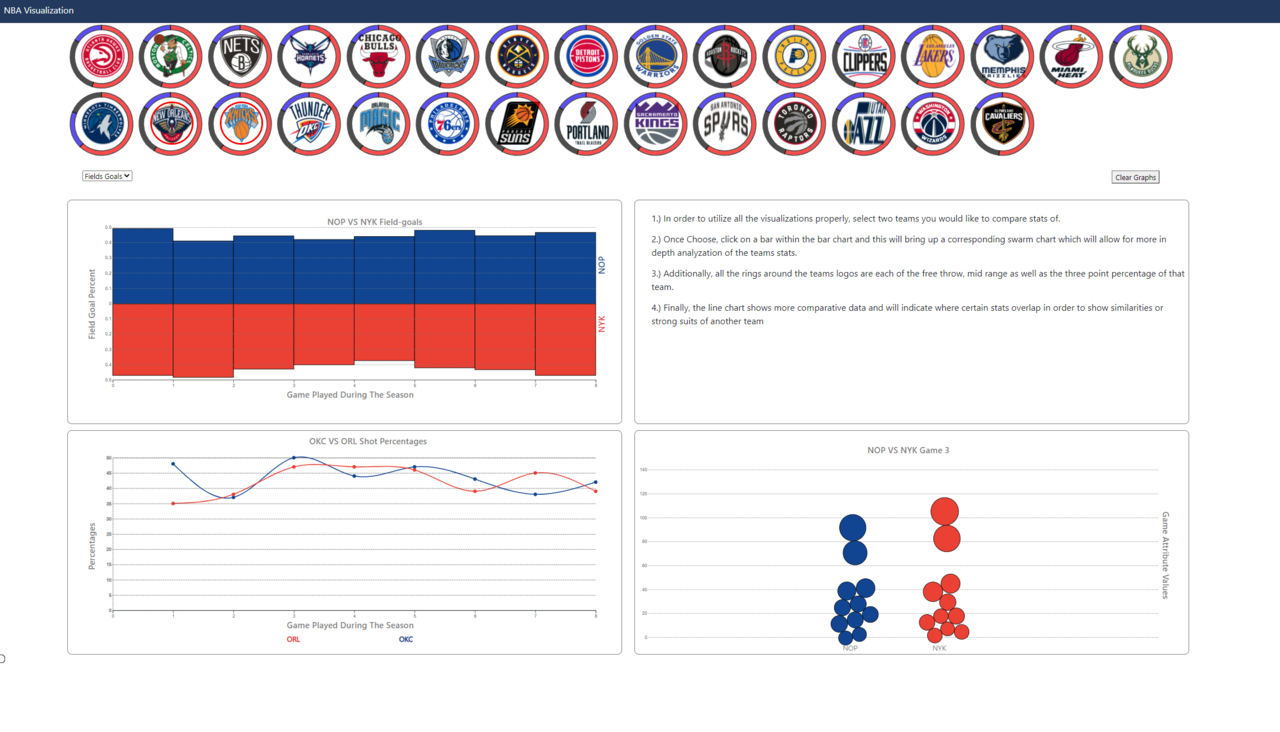 NBA Visualization
NETS
HORNETS
CHICAGO BULLS
DETROIT PISTONS
GOLDEN STATE WARRIORS
CLIPPERS
LAKERS
MEMPHIS GRIZZLIES
MIAMI HEAT
NEW ORLEANS
THUNDER OKC
ORLANDO MAGIC
76ers
SUNS
PORTLAND TRAIL BLAZERS
SACRAMENTO KINGS
SAN ANTONIO SPURS
TORONTO RAPTORS
UTAH JAZZ
WASHINGTON WIZARDS
CAVALIERS
Fields Goals
Clear Graphs
NOP VS NYK Field-goals
0.5
0.4
0.3
0.2
0.1
0
0.1
0.2
0.3
0.4
0.5
Field Goal Percent
NOP
NYK
0 1 2 3 4 5 6 7 8
Game Played During The Season
1.) In order to utilize all the visualizations properly, select two teams you would like to compare stats of.
2.) Once Choose, click on a bar within the bar chart and this will bring up a corresponding swarm chart which will allow for more in
depth analyzation of the teams stats.
3.) Additionally, all the rings around the teams logos are each of the free throw, mid range as well as the three point percentage of that
team.
4.) Finally, the line chart shows more comparative data and will indicate where certain stats overlap in order to show similarities or
strong suits of another team
OKC VS ORL Shot Percentages
50
45
40
35
30
25
20
15
10
5
0
Percentages
0 1 2 3 4 5 6 7 8
Game Played During The Season
ORL OKC
NOP VS NYK Game 3
140
120
100
80
60
40
20
0
Game Attribute Values
NOP NYK